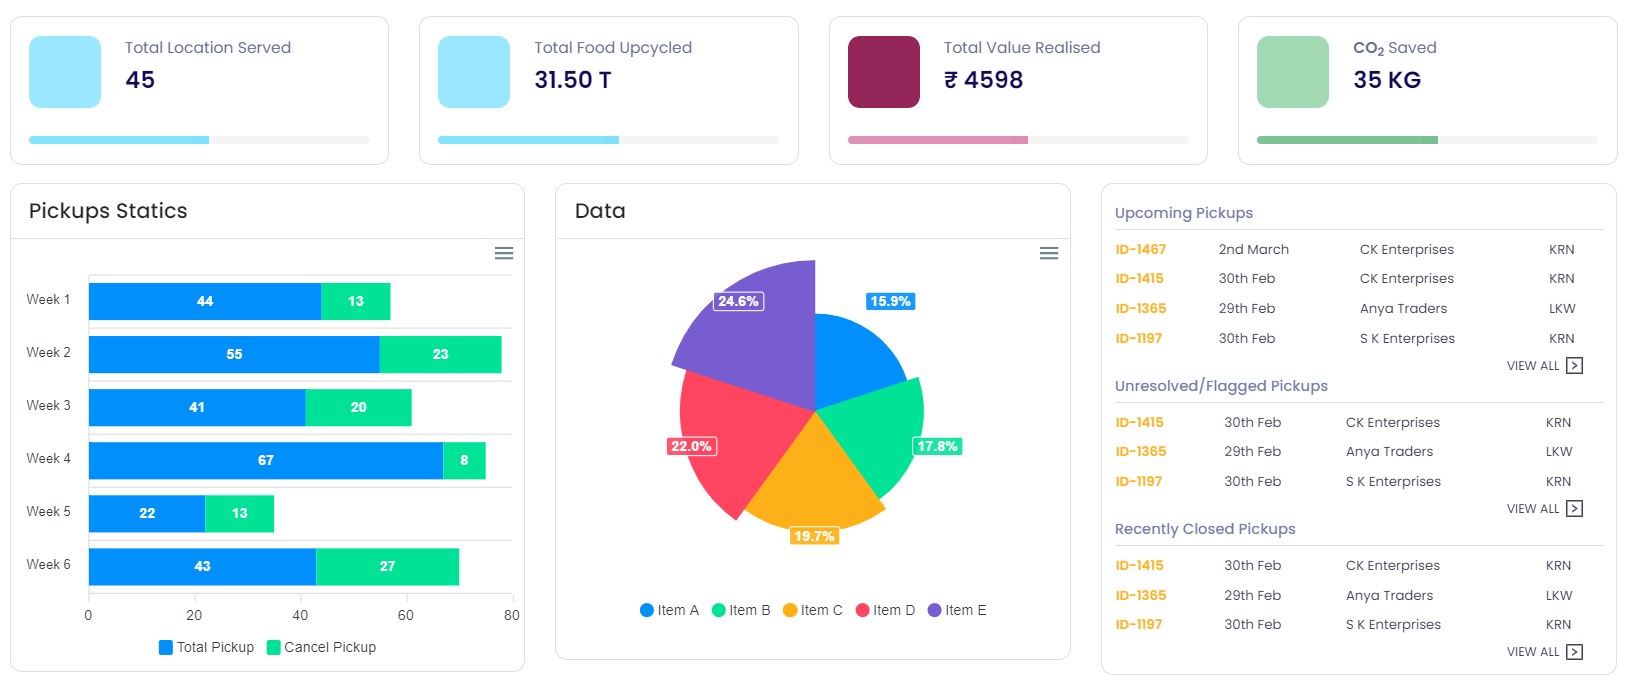 Total Location Served
45
Total Food Upcycled
31.50 T
Total Value Realised
₹ 4598
CO₂ Saved
35 KG
Pickups Statics
Week 1
44 13
Week 2
55 23
Week 3
41 20
Week 4
67 8
Week 5
22 13
Week 6
43 27
0 20 40 60 80
Total Pickup Cancel Pickup
Data
24.6% 15.9%
22.0% 17.8%
19.7%
Item A Item B Item C Item D Item E
Upcoming Pickups
ID-1467 2nd March CK Enterprises KRN
ID-1415 30th Feb CK Enterprises KRN
ID-1365 29th Feb Anya Traders LKW
ID-1197 30th Feb S K Enterprises KRN
VIEW ALL
Unresolved/Flagged Pickups
ID-1415 30th Feb CK Enterprises KRN
ID-1365 29th Feb Anya Traders LKW
ID-1197 30th Feb S K Enterprises KRN
VIEW ALL
Recently Closed Pickups
ID-1415 30th Feb CK Enterprises KRN
ID-1365 29th Feb Anya Traders LKW
ID-1197 30th Feb S K Enterprises KRN
VIEW ALL